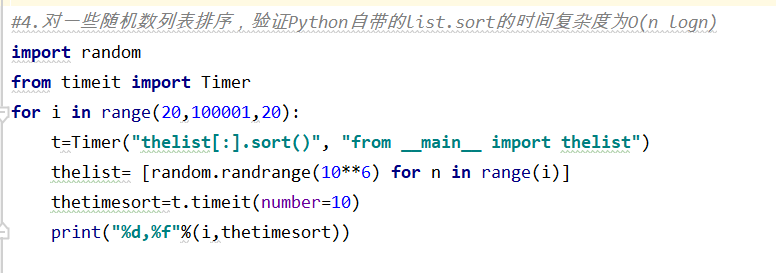 #4.对一些随机数列表排序，验证Python自带的list.sort的时间复杂度为O(n logn)
import random
from timeit import Timer
for i in range(20,100001,20):
    t=Timer("thelist[:].sort()", "from __main__ import thelist")
    thelist= [random.randrange(10**6) for n in range(i)]
    thetimesort=t.timeit(number=10)
    print("%d,%f"%(i,thetimesort))